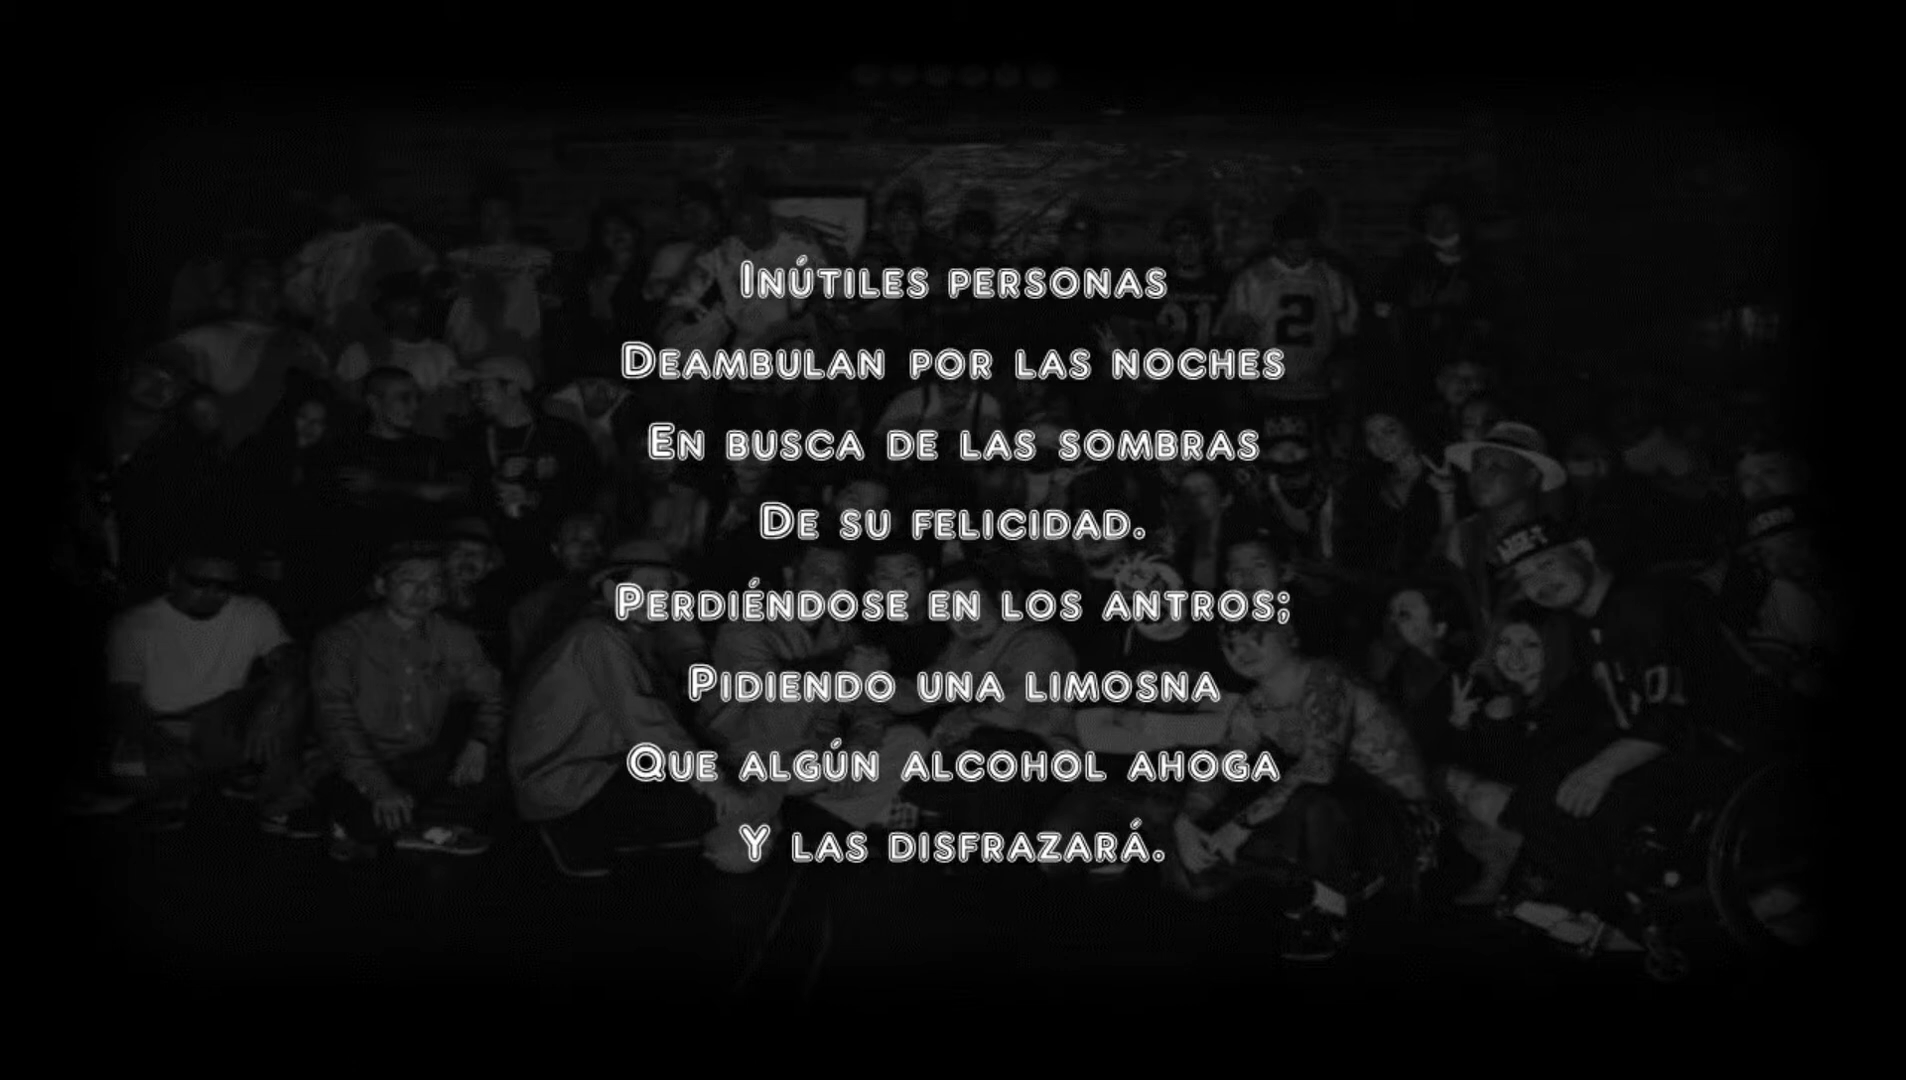 Inútiles personas
Deambulan por las noches
En busca de las sombras
De su felicidad.
Perdiéndose en los antros;
Pidiendo una limosna
Que algún alcohol ahoga
Y las disfrazará.
2